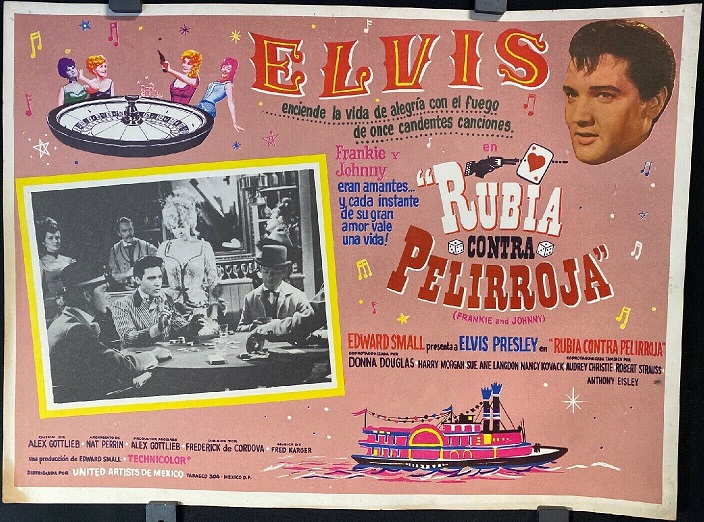 ELVIS
enciende la vida de alegría con el fuego
de once candentes canciones.
Frankie y
Johnny
eran amantes...
y cada instante
de su gran
amor vale
una vida!
en
"RUBIA
CONTRA
PELIRROJA"
(FRANKIE and JOHNNY)
EDWARD SMALL presenta a ELVIS PRESLEY en "RUBIA CONTRA PELIRROJA"
DONNA DOUGLAS HARRY MORGAN SUE ANE LANGDON NANCY KOVACK AUDREY CHRISTIE ROBERT STRAUSS
ANTHONY EISLEY
ALEX GOTTLIEB NAT PERRIN ALEX GOTTLIEB FREDERICK de CORDOVA FRED KARGER
una producción de EDWARD SMALL TECHNICOLOR
DISTRIBUIDA POR UNITED ARTISTS DE MEXICO TABASCO 304 - MEXICO D.F.